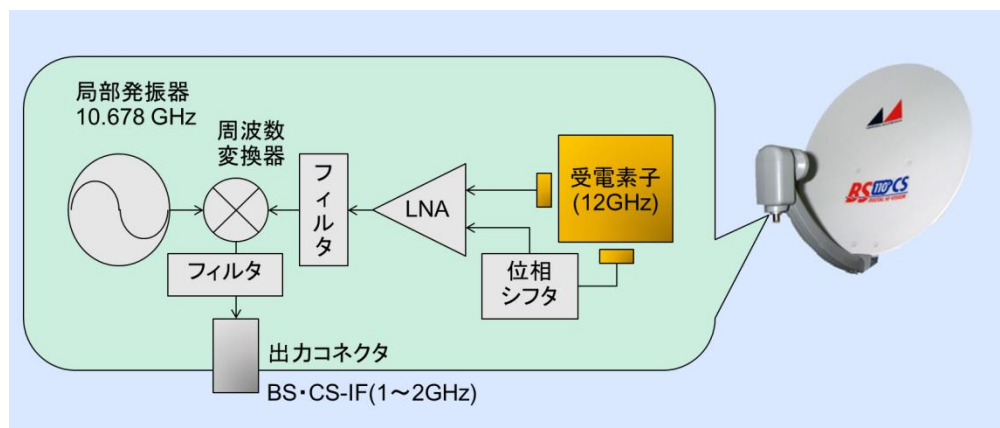 局部発振器
10.678 GHz
周波数
変換器
フィルタ
LNA
受電素子
(12GHz)
位相
シフタ
フィルタ
出力コネクタ
BS・CS-IF(1〜2GHz)
BS110°CS